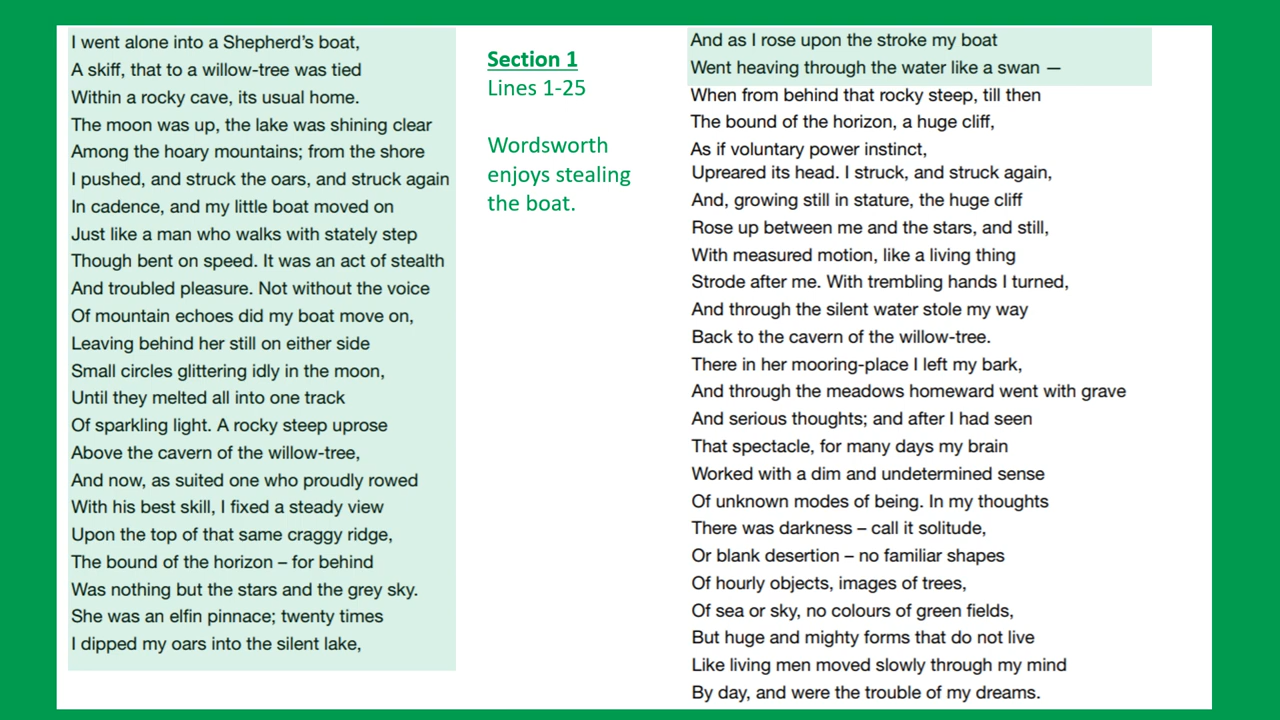 I went alone into a Shepherd's boat,
A skiff, that to a willow-tree was tied
Within a rocky cave, its usual home.
The moon was up, the lake was shining clear
Among the hoary mountains; from the shore
I pushed, and struck the oars, and struck again
In cadence, and my little boat moved on
Just like a man who walks with stately step
Though bent on speed. It was an act of stealth
And troubled pleasure. Not without the voice
Of mountain echoes did my boat move on,
Leaving behind her still on either side
Small circles glittering idly in the moon,
Until they melted all into one track
Of sparkling light. A rocky steep uprose
Above the cavern of the willow-tree,
And now, as suited one who proudly rowed
With his best skill, I fixed a steady view
Upon the top of that same craggy ridge,
The bound of the horizon – for behind
Was nothing but the stars and the grey sky.
She was an elfin pinnace; twenty times
I dipped my oars into the silent lake,
Section 1
Lines 1-25
Wordsworth
enjoys stealing
the boat.
And as I rose upon the stroke my boat
Went heaving through the water like a swan —
When from behind that rocky steep, till then
The bound of the horizon, a huge cliff,
As if voluntary power instinct,
Upreared its head. I struck, and struck again,
And, growing still in stature, the huge cliff
Rose up between me and the stars, and still,
With measured motion, like a living thing
Strode after me. With trembling hands I turned,
And through the silent water stole my way
Back to the cavern of the willow-tree.
There in her mooring-place I left my bark,
And through the meadows homeward went with grave
And serious thoughts; and after I had seen
That spectacle, for many days my brain
Worked with a dim and undetermined sense
Of unknown modes of being. In my thoughts
There was darkness – call it solitude,
Or blank desertion – no familiar shapes
Of hourly objects, images of trees,
Of sea or sky, no colours of green fields,
But huge and mighty forms that do not live
Like living men moved slowly through my mind
By day, and were the trouble of my dreams.